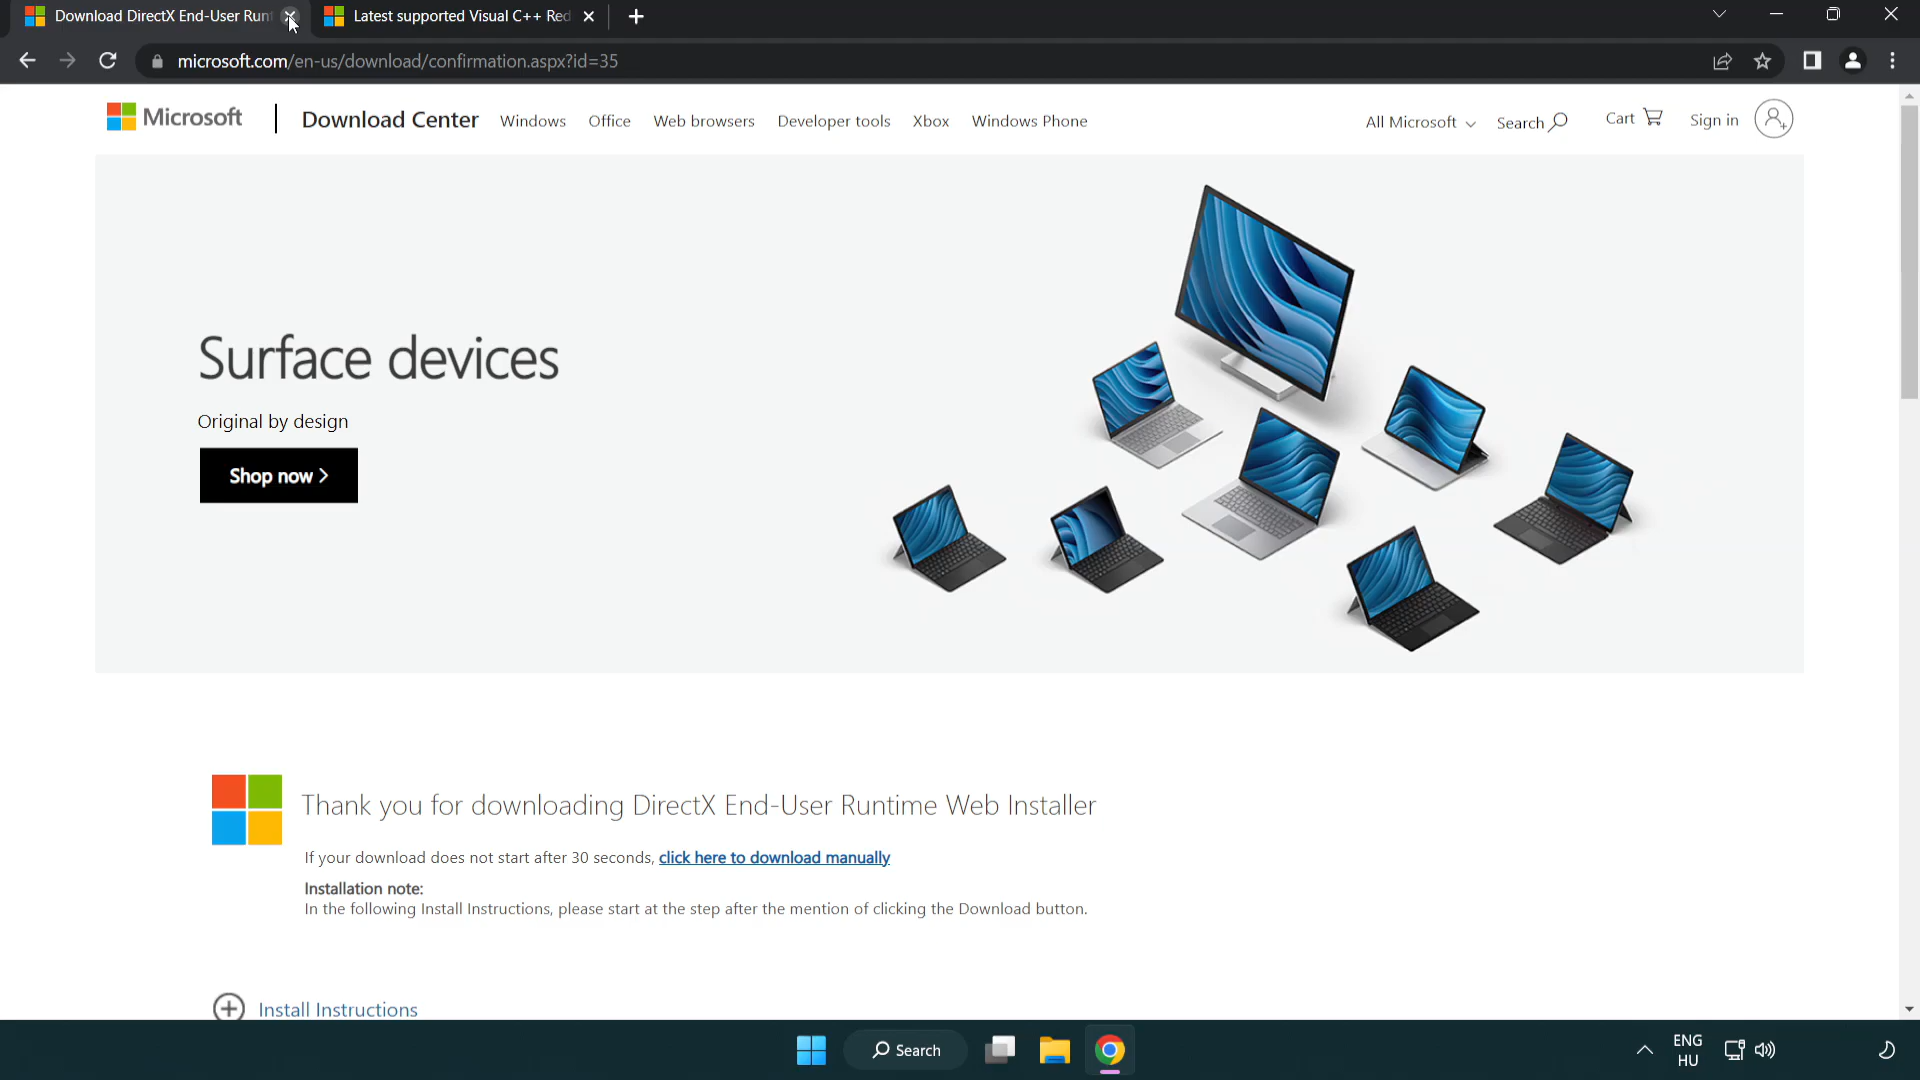 Download DirectX End-User Runt
Latest supported Visual C++ Red
microsoft.com/en-us/download/confirmation.aspx?id=35
Microsoft
Download Center
Windows
Office
Web browsers
Developer tools
Xbox
Windows Phone
All Microsoft
Search
Cart
Sign in
Surface devices
Original by design
Shop now
Thank you for downloading DirectX End-User Runtime Web Installer
If your download does not start after 30 seconds, click here to download manually
Installation note:
In the following Install Instructions, please start at the step after the mention of clicking the Download button.
Install Instructions
Search
ENG
HU